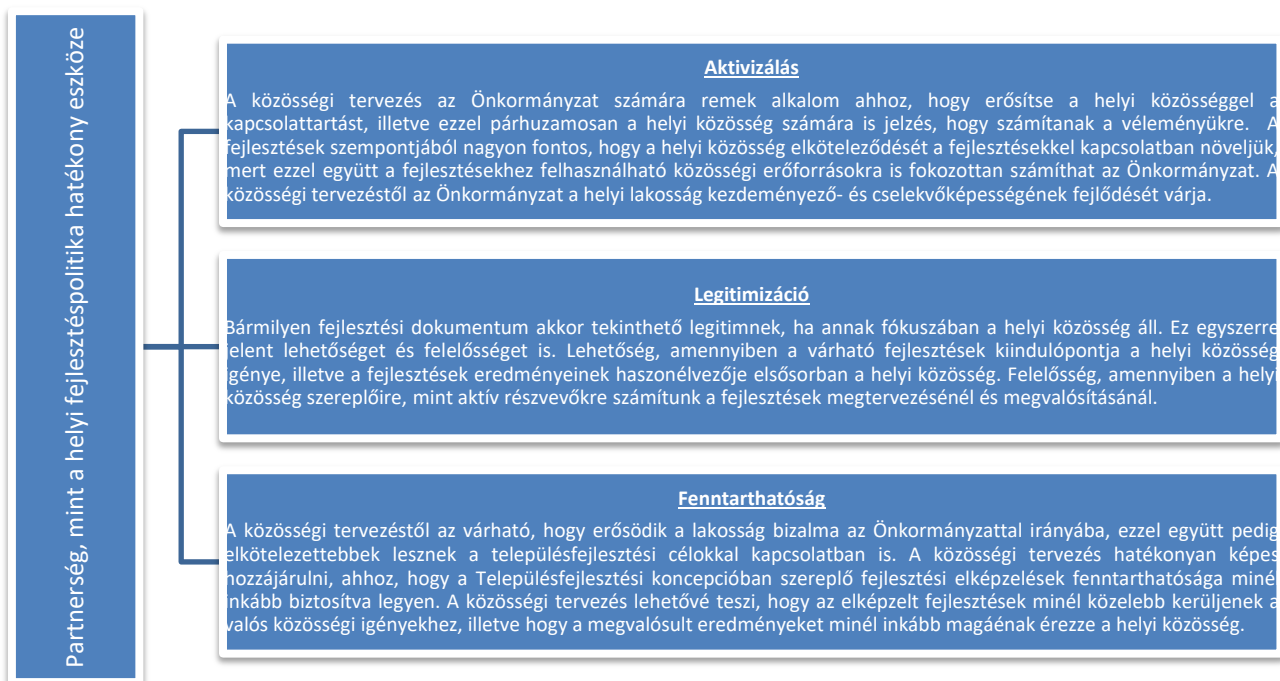 Partnerség, mint a helyi fejlesztéspolitika hatékony eszköze
Aktivizálás
A közösségi tervezés az Önkormányzat számára remek alkalom ahhoz, hogy erősítse a helyi közösséggel a
kapcsolattartást, illetve ezzel párhuzamosan a helyi közösség számára is jelzés, hogy számítanak a véleményükre. A
fejlesztések szempontjából nagyon fontos, hogy a helyi közösség elköteleződését a fejlesztésekkel kapcsolatban növeljük,
mert ezzel együtt a fejlesztésekhez felhasználható közösségi erőforrásokra is fokozottan számíthat az Önkormányzat. A
közösségi tervezéstől az Önkormányzat a helyi lakosság kezdeményező- és cselekvőképességének fejlődését várja.
Legitimizáció
Bármilyen fejlesztési dokumentum akkor tekinthető legitimnek, ha annak fókuszában a helyi közösség áll. Ez egyszerre
jelent lehetőséget és felelősséget is. Lehetőség, amennyiben a várható fejlesztések kiindulópontja a helyi közösség
igénye, illetve a fejlesztések eredményeinek haszonélvezője elsősorban a helyi közösség. Felelősség, amennyiben a helyi
közösség szereplőire, mint aktív részvevőkre számítunk a fejlesztések megtervezésénél és megvalósításánál.
Fenntarthatóság
A közösségi tervezéstől az várható, hogy erősödik a lakosság bizalma az Önkormányzattal irányába, ezzel együtt pedig
elkötelezettebbek lesznek a településfejlesztési célokkal kapcsolatban is. A közösségi tervezés hatékonyan képes
hozzájárulni, ahhoz, hogy a Településfejlesztési koncepcióban szereplő fejlesztési elképzelések fenntarthatósága minél
inkább biztosítva legyen. A közösségi tervezés lehetővé teszi, hogy az elképzelt fejlesztések minél közelebb kerüljenek a
valós közösségi igényekhez, illetve hogy a megvalósult eredményeket minél inkább magáénak érezze a helyi közösség.